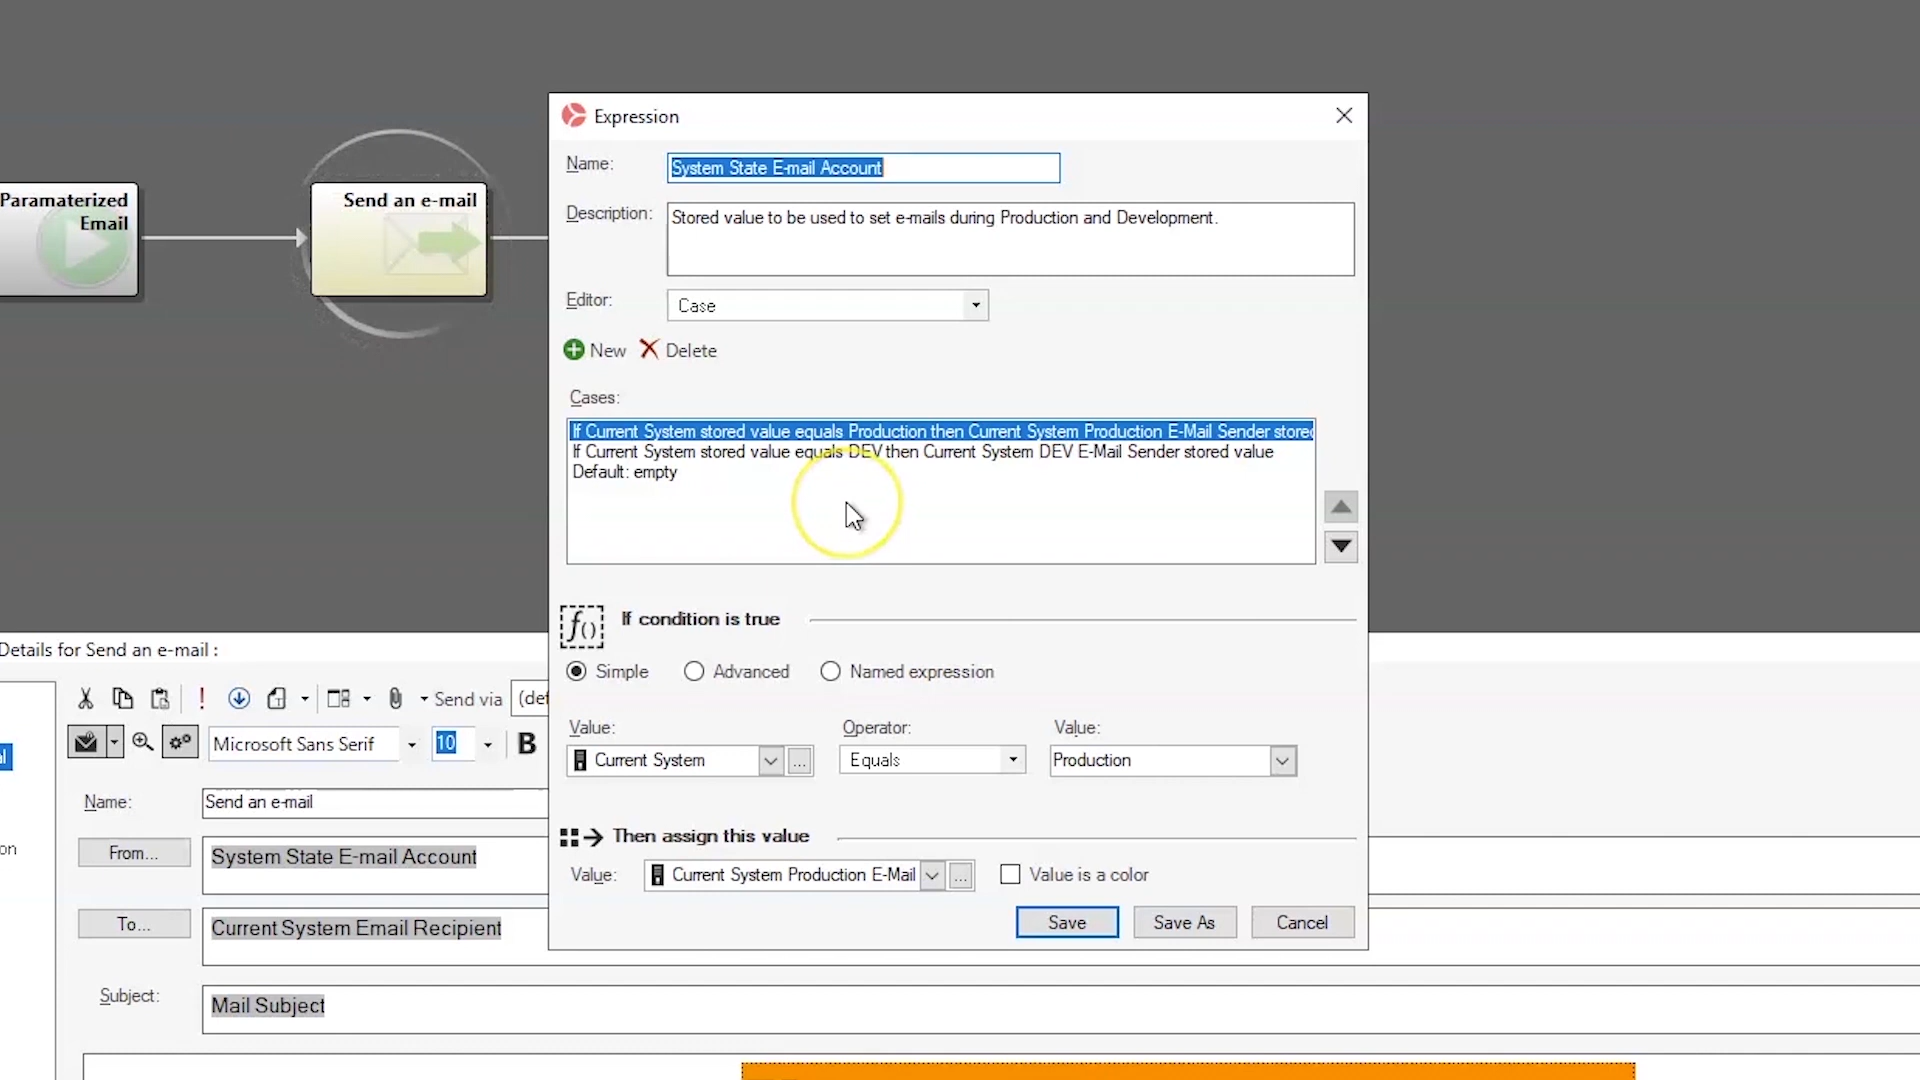 Paramaterized
Email
Send an e-mail
Expression
Name:
System State E-mail Account
Description:
Stored value to be used to set e-mails during Production and Development.
Editor:
Case
New
Delete
Cases:
If Current System stored value equals Production then Current System Production E-Mail Sender stored
If Current System stored value equals DEV then Current System DEV E-Mail Sender stored value
Default: empty
If condition is true
Simple
Advanced
Named expression
Value:
Operator:
Value:
Current System
...
Equals
Production
Then assign this value
Value:
Current System Production E-Mail
...
Value is a color
Save
Save As
Cancel
Details for Send an e-mail :
Send via
(def
Microsoft Sans Serif
10
B
Name:
Send an e-mail
on
From...
System State E-mail Account
To...
Current System Email Recipient
Subject:
Mail Subject